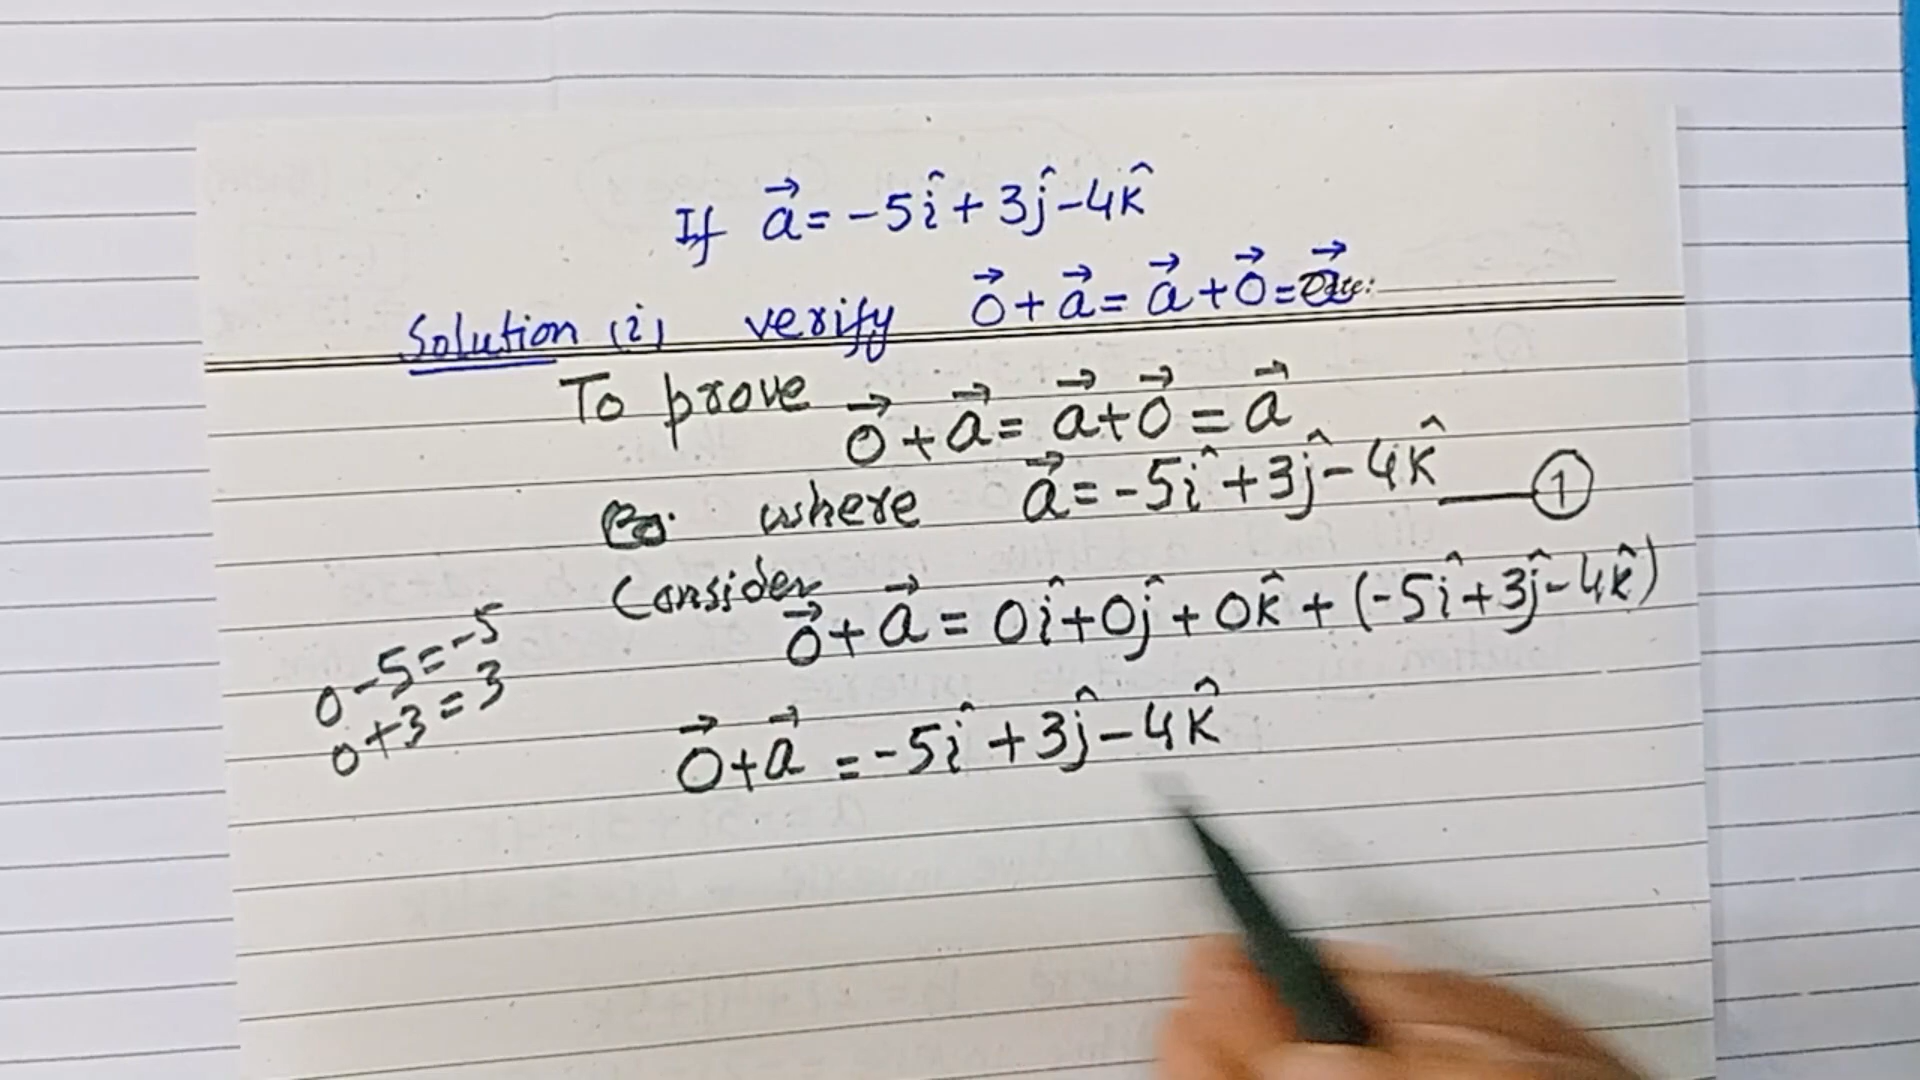 If a⃗ = -5î + 3ĵ - 4k̂
Solution (i) verify 0⃗ + a⃗ = a⃗ + 0⃗ = a⃗
Date:
To prove 0⃗ + a⃗ = a⃗ + 0⃗ = a⃗
where a⃗ = -5î + 3ĵ - 4k̂ — ①
Consider
0⃗ + a⃗ = 0î + 0ĵ + 0k̂ + (-5î + 3ĵ - 4k̂)
0 - 5 = -5
0 + 3 = 3
0⃗ + a⃗ = -5î + 3ĵ - 4k̂